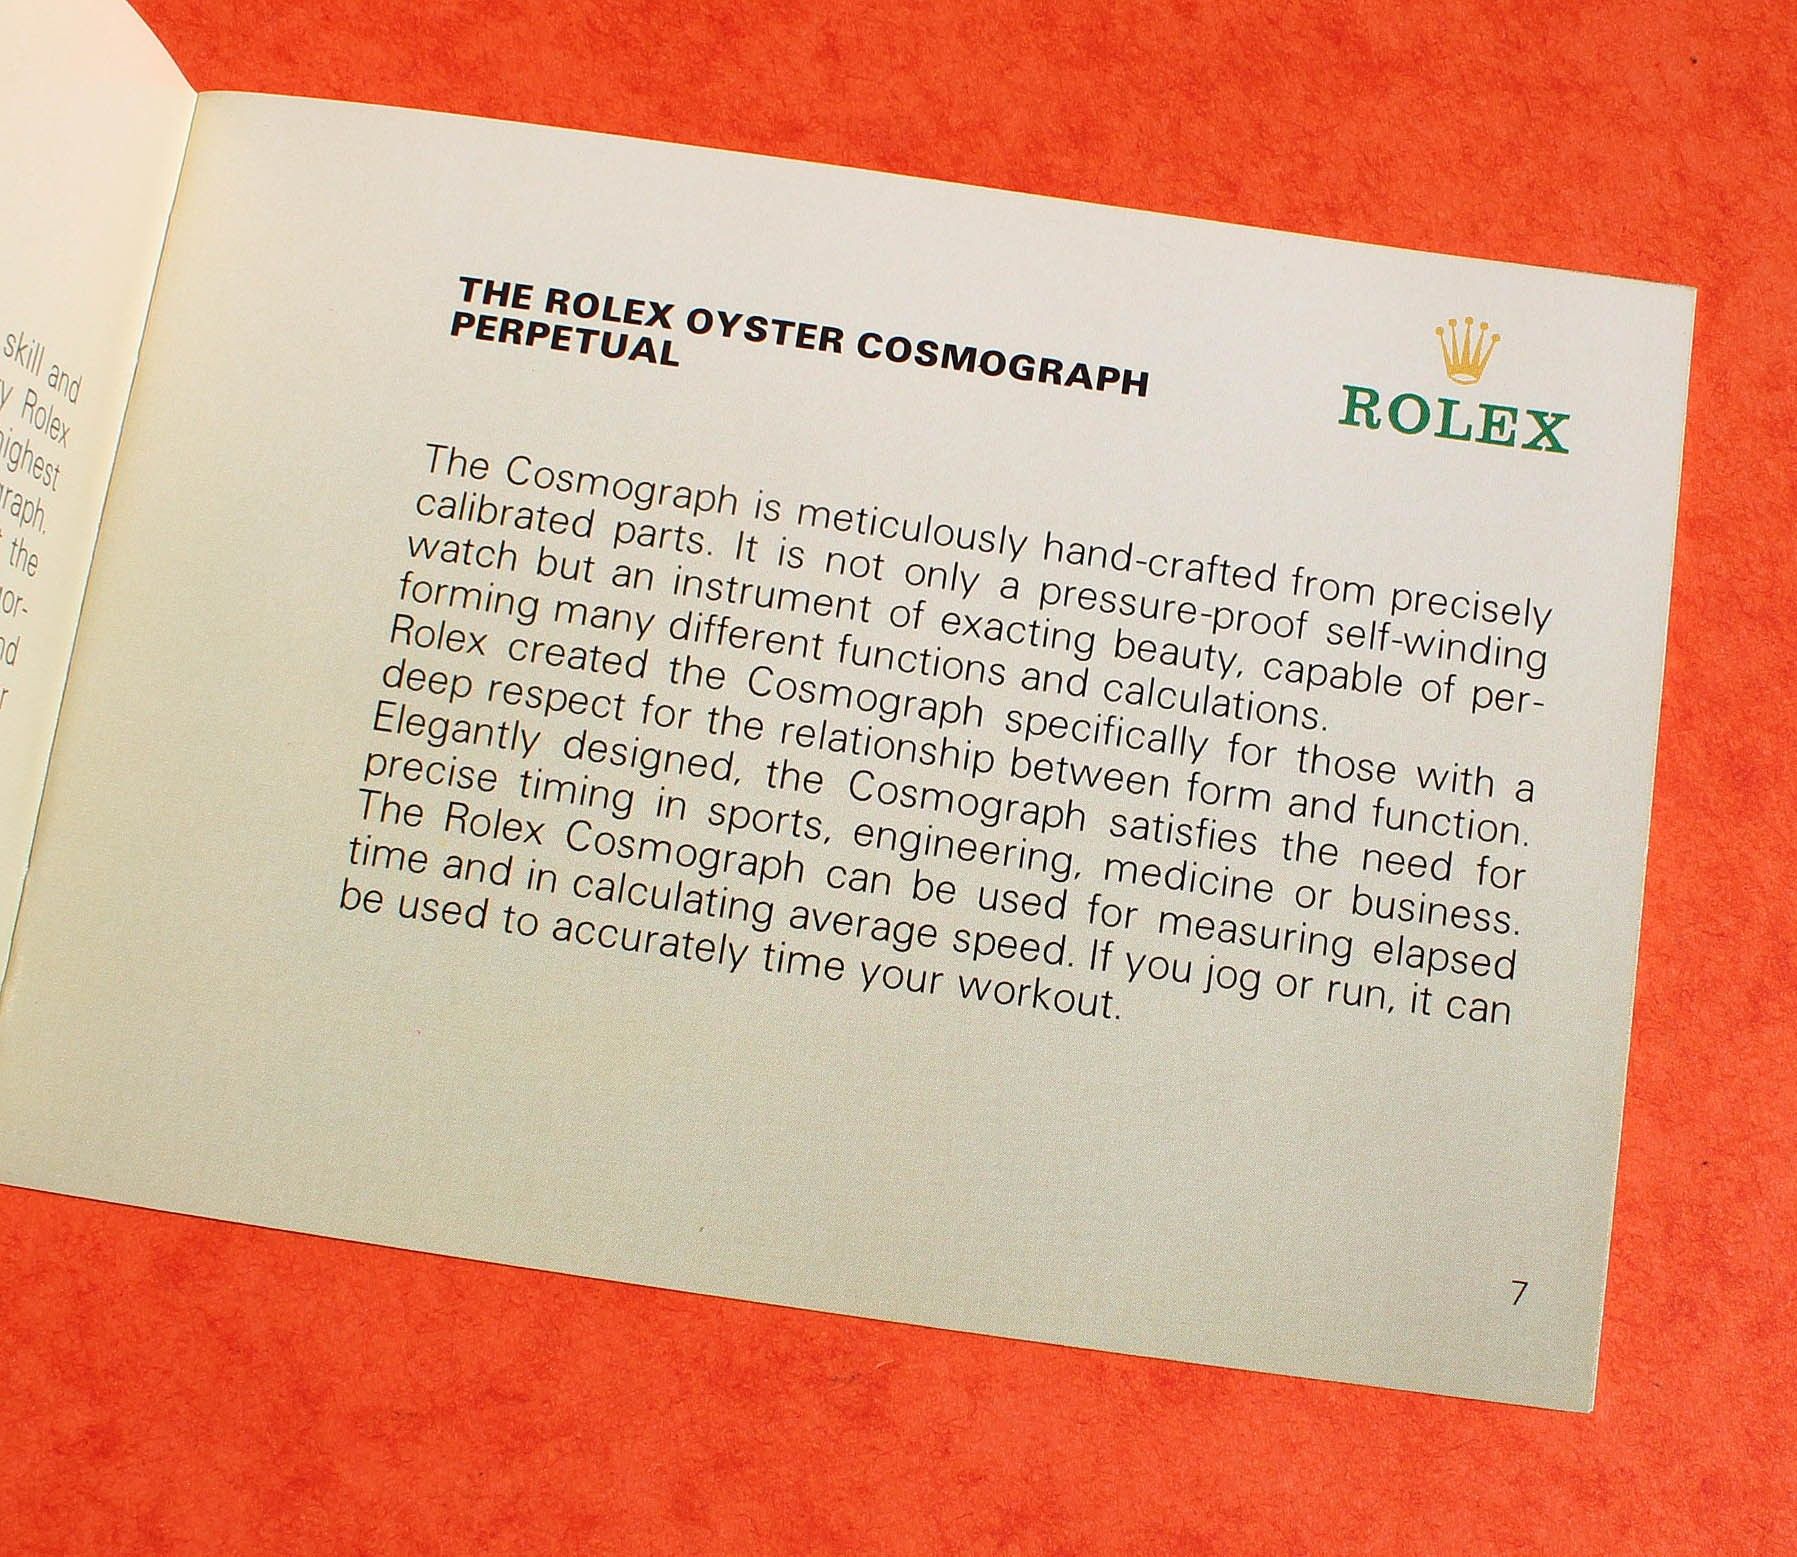 skill and
Rolex
highest
the
THE ROLEX OYSTER COSMOGRAPH
PERPETUAL
ROLEX
The Cosmograph is meticulously hand-crafted from precisely
calibrated parts. It is not only a pressure-proof self-winding
watch but an instrument of exacting beauty, capable of per-
forming many different functions and calculations.
Rolex created the Cosmograph specifically for those with a
deep respect for the relationship between form and function.
Elegantly designed, the Cosmograph satisfies the need for
precise timing in sports, engineering, medicine or business.
The Rolex Cosmograph can be used for measuring elapsed
time and in calculating average speed. If you jog or run, it can
be used to accurately time your workout.
7